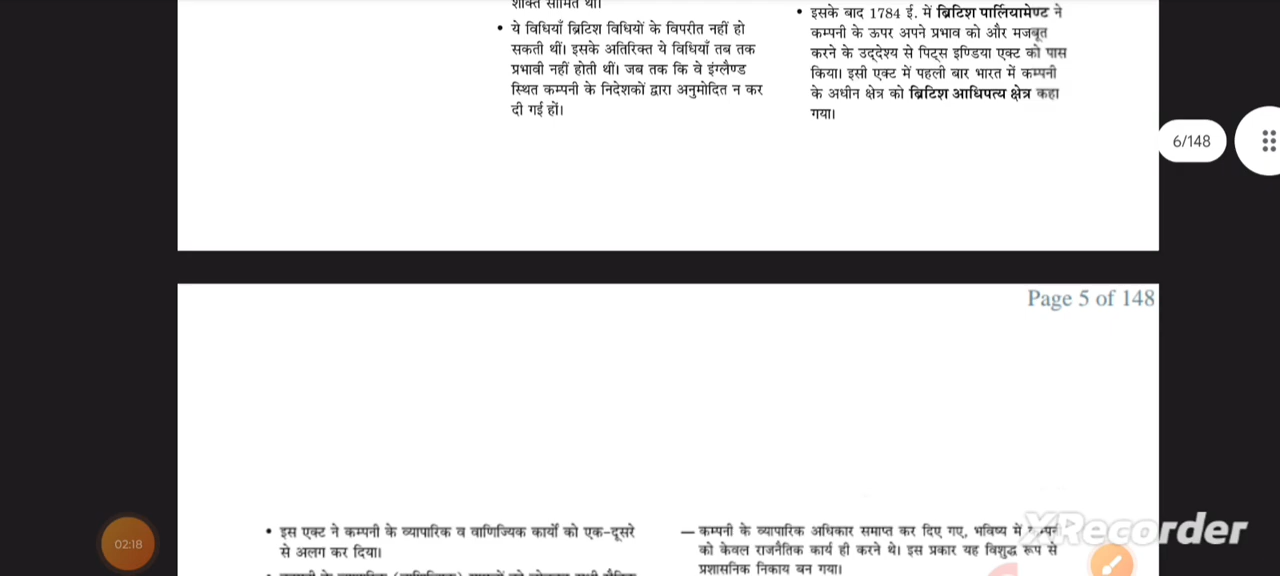 शक्ति सीमित थी।
• ये विधियाँ ब्रिटिश विधियों के विपरीत नहीं हो
सकती थीं। इसके अतिरिक्त ये विधियाँ तब तक
प्रभावी नहीं होती थीं। जब तक कि वे इंग्लैण्ड
स्थित कम्पनी के निदेशकों द्वारा अनुमोदित न कर
दी गई हों।
• इसके बाद 1784 ई. में ब्रिटिश पार्लियामेण्ट ने
कम्पनी के ऊपर अपने प्रभाव को और मजबूत
करने के उद्देश्य से पिट्स इण्डिया एक्ट को पास
किया। इसी एक्ट में पहली बार भारत में कम्पनी
के अधीन क्षेत्र को ब्रिटिश आधिपत्य क्षेत्र कहा
गया।
6/148
Page 5 of 148
• इस एक्ट ने कम्पनी के व्यापारिक व वाणिज्यिक कार्यों को एक-दूसरे
से अलग कर दिया।
— कम्पनी के व्यापारिक अधिकार समाप्त कर दिए गए, भविष्य में कम्पनी
को केवल राजनैतिक कार्य ही करने थे। इस प्रकार यह विशुद्ध रूप से
प्रशासनिक निकाय बन गया।
XRecorder
02:18